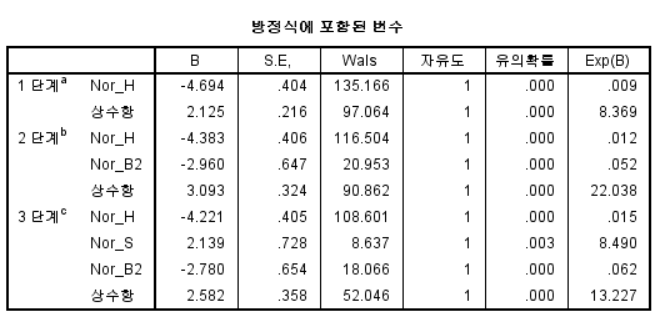 방정식에 포함된 변수
B S.E, Wals 자유도 유의확률 Exp(B)
1 단계a Nor_H -4.694 .404 135.166 1 .000 .009
상수항 2.125 .216 97.064 1 .000 8.369
2 단계b Nor_H -4.383 .406 116.504 1 .000 .012
Nor_B2 -2.960 .647 20.953 1 .000 .052
상수항 3.093 .324 90.862 1 .000 22.038
3 단계c Nor_H -4.221 .405 108.601 1 .000 .015
Nor_S 2.139 .728 8.637 1 .003 8.490
Nor_B2 -2.780 .654 18.066 1 .000 .062
상수항 2.582 .358 52.046 1 .000 13.227